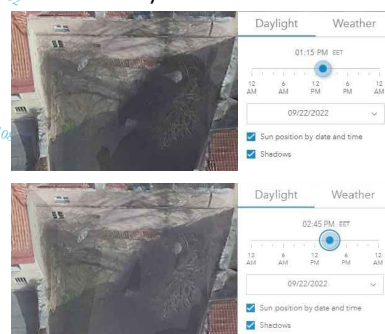 Daylight Weather
01:15 PM EET
12 6 12 6 12
AM AM PM PM AM
09/22/2022
Sun position by date and time
Shadows
Daylight Weather
02:45 PM EET
12 6 12 6 12
AM AM PM PM AM
09/22/2022
Sun position by date and time
Shadows